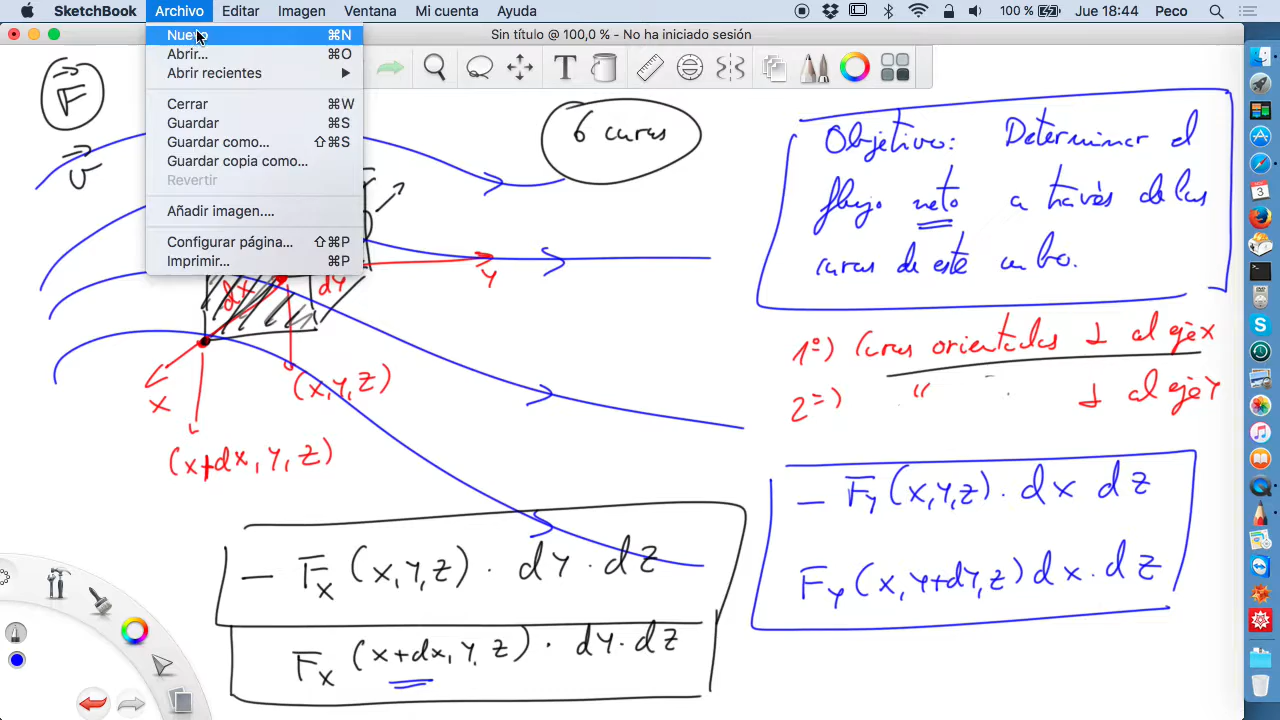 SketchBook Archivo Editar Imagen Ventana Mi cuenta Ayuda 100 % Jue 18:44 Peco
Sin título @ 100,0 % - No ha iniciado sesión
Nuevo ⌘N
Abrir... ⌘O
Abrir recientes ▶
Cerrar ⌘W
Guardar ⌘S
Guardar como... ⇧⌘S
Guardar copia como...
Revertir
Añadir imagen....
Configurar página... ⇧⌘P
Imprimir... ⌘P
F
v
6 caras
Objetivo: Determinar el
flujo neto a través de las
caras de este cubo.
1º) Caras orientadas ⊥ al eje x
2º) " ⊥ al eje y
dx
dy
y
x
(x,y,z)
(x+dx, y, z)
- Fx (x,y,z) · dy · dz
Fx (x+dx, y, z) · dy · dz
- Fy (x,y,z) · dx dz
Fy (x, y+dy, z) dx · dz